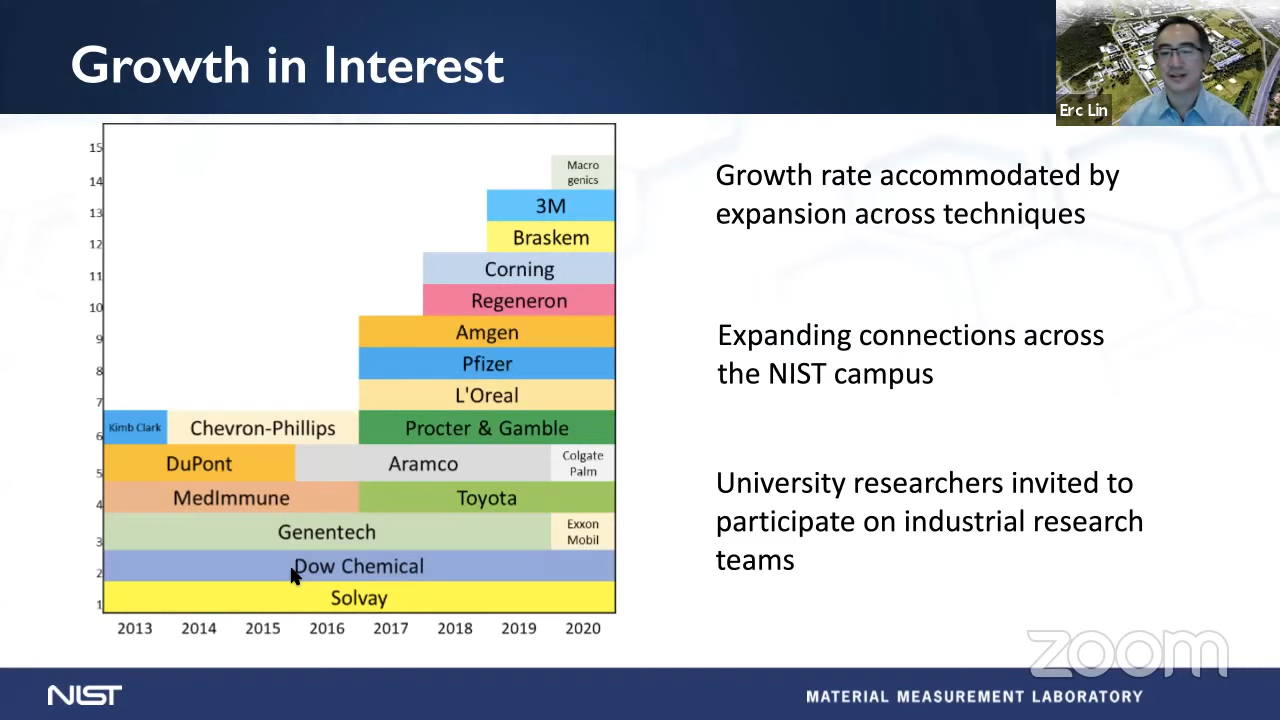 Growth in Interest
Erc Lin
15
14
13
12
11
10
9
8
7
6
5
4
3
2
1
Macro
genics
3M
Braskem
Corning
Regeneron
Amgen
Pfizer
L'Oreal
Kimb Clark
Chevron-Phillips
Procter & Gamble
DuPont
Aramco
Colgate
Palm
MedImmune
Toyota
Genentech
Exxon
Mobil
Dow Chemical
Solvay
2013 2014 2015 2016 2017 2018 2019 2020
Growth rate accommodated by
expansion across techniques
Expanding connections across
the NIST campus
University researchers invited to
participate on industrial research
teams
zoom
NIST
MATERIAL MEASUREMENT LABORATORY